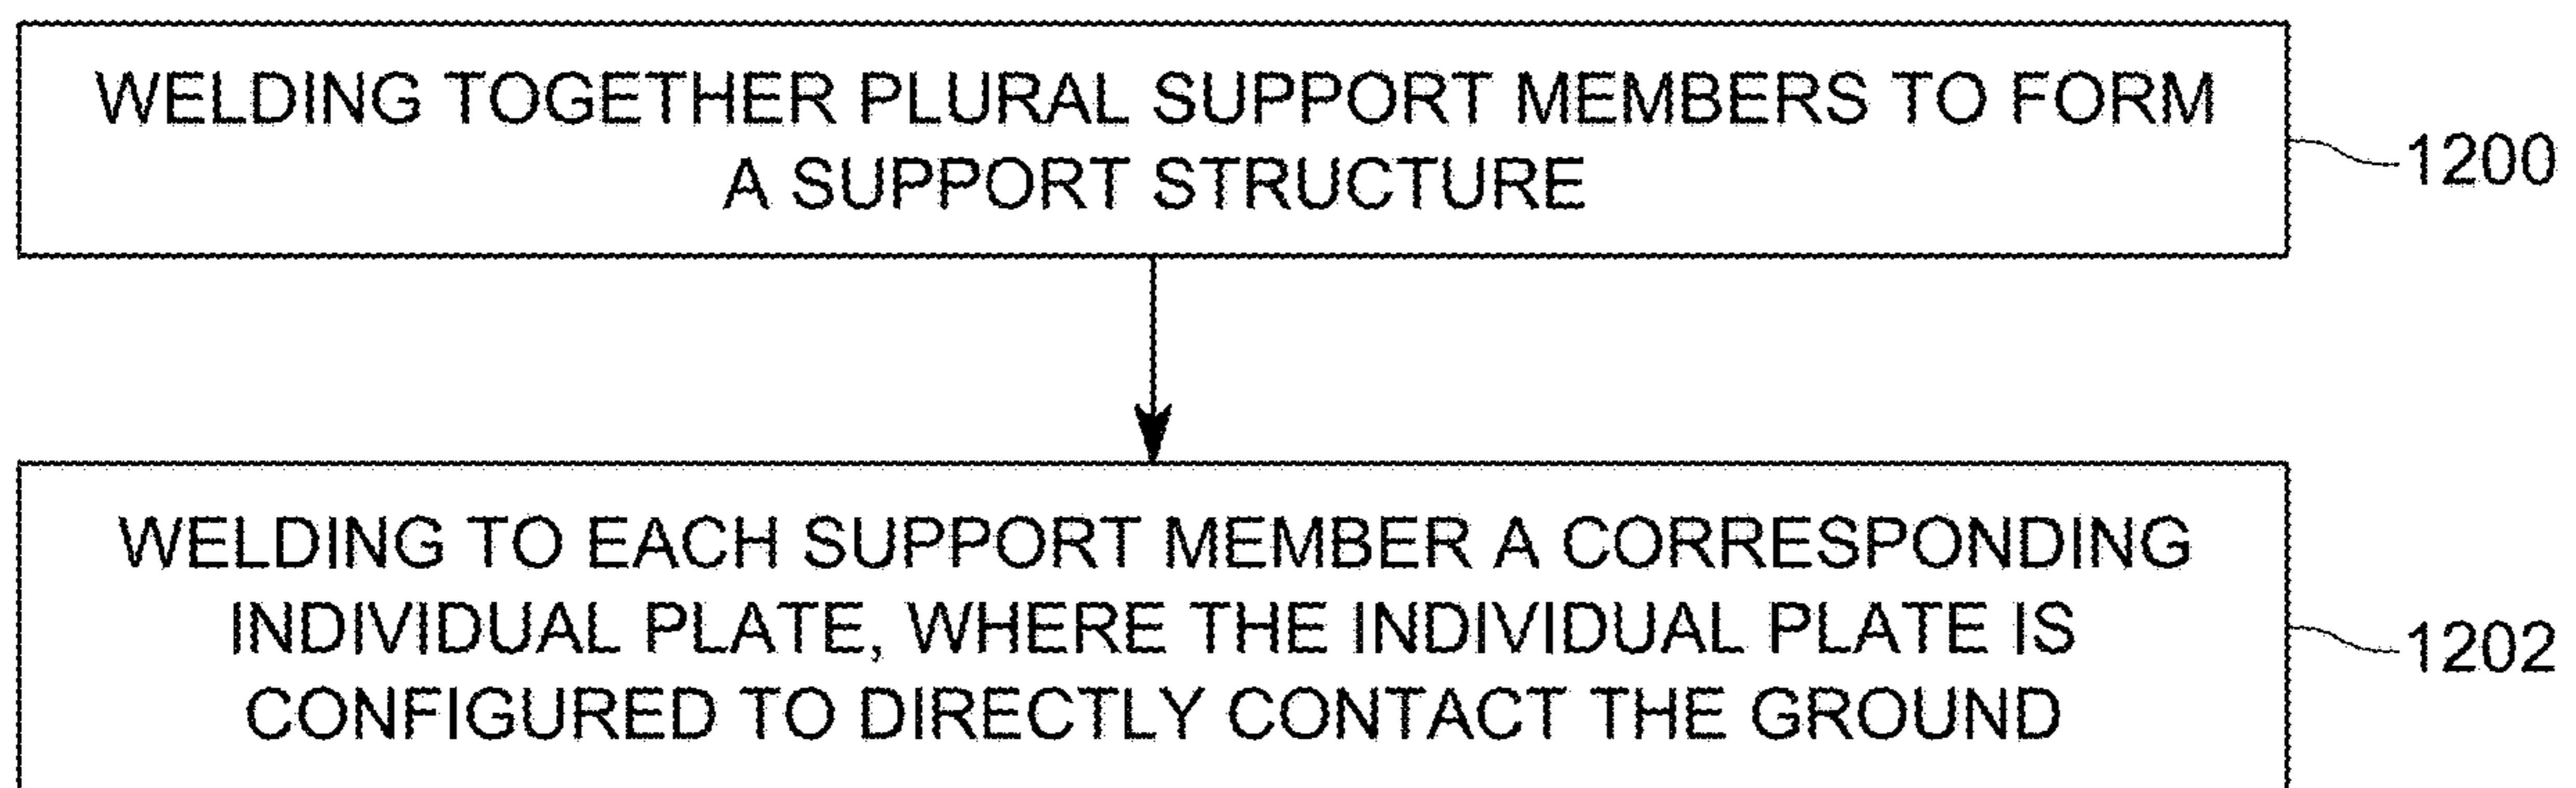 WELDING TOGETHER PLURAL SUPPORT MEMBERS TO FORM
A SUPPORT STRUCTURE
1200
WELDING TO EACH SUPPORT MEMBER A CORRESPONDING
INDIVIDUAL PLATE, WHERE THE INDIVIDUAL PLATE IS
CONFIGURED TO DIRECTLY CONTACT THE GROUND
1202